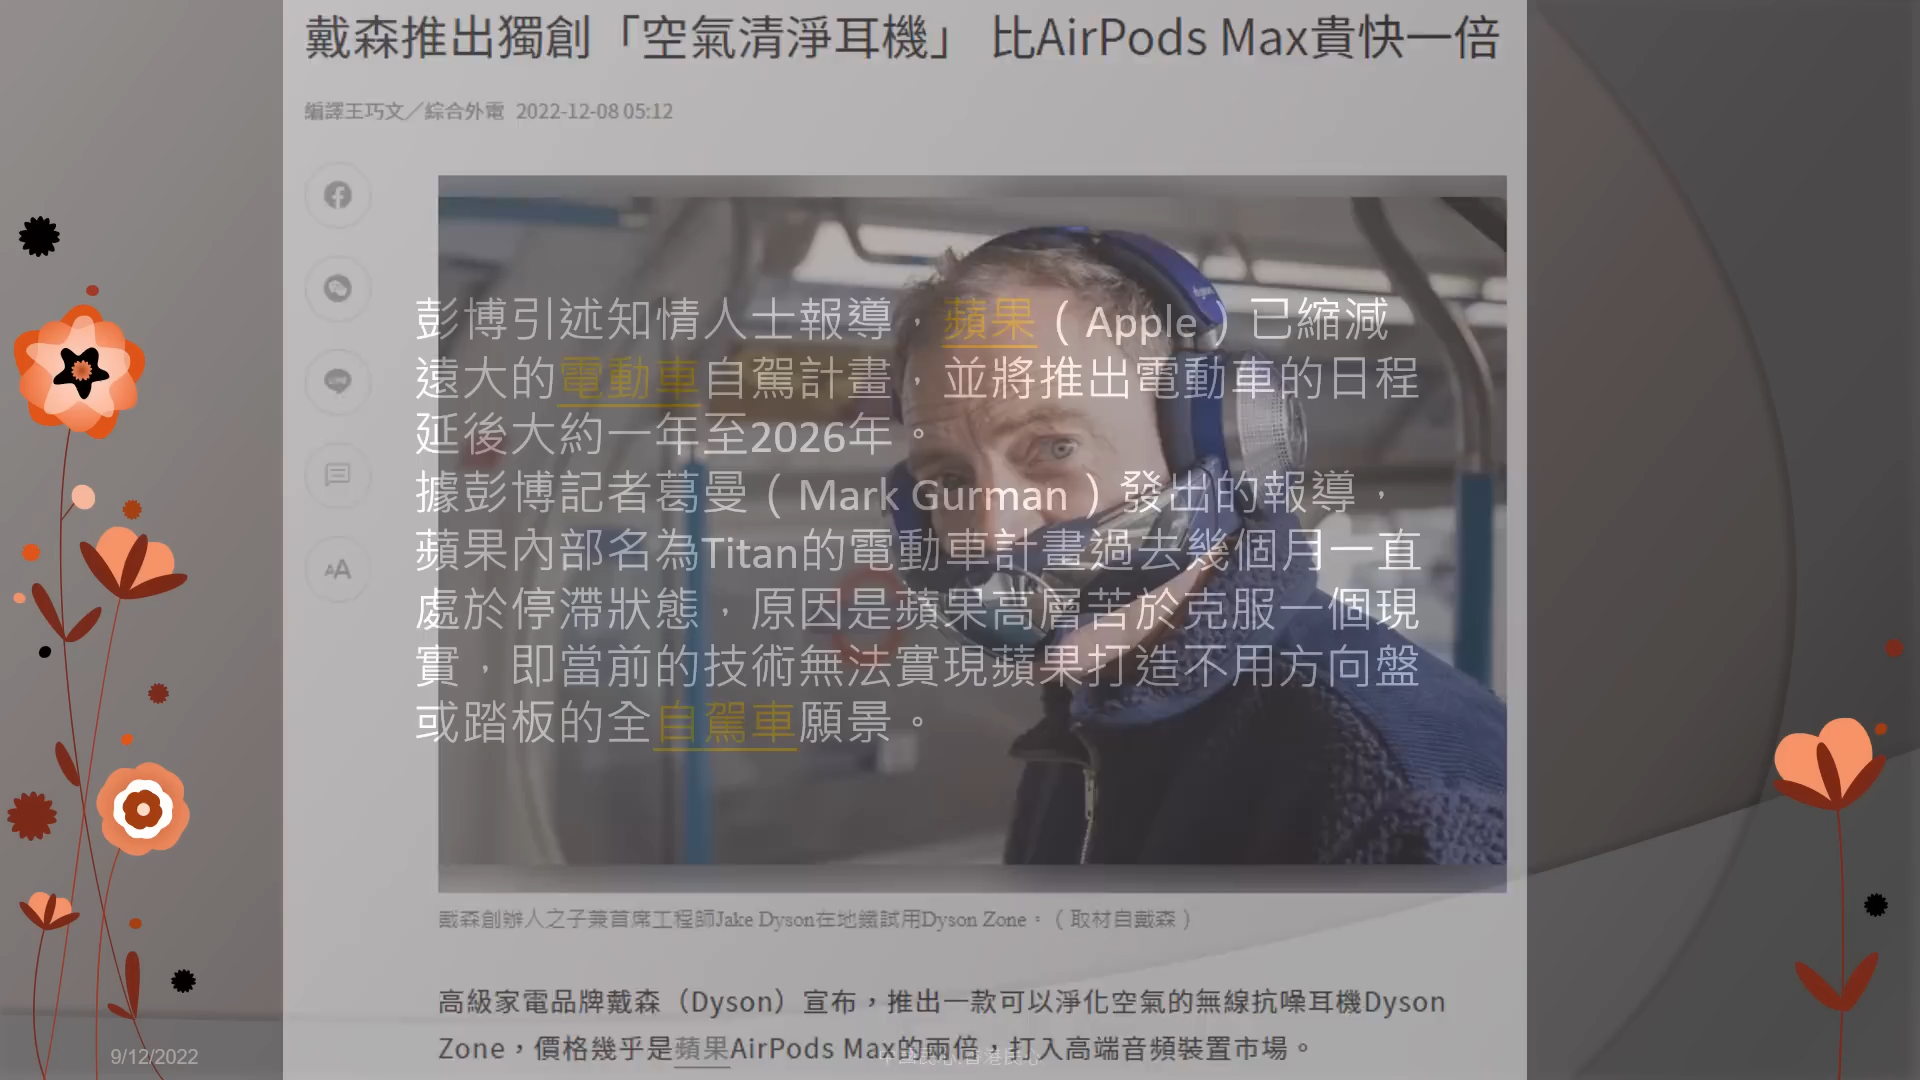 戴森推出獨創「空氣清淨耳機」 比AirPods Max貴快一倍
編譯王巧文／綜合外電 2022-12-08 05:12
彭博引述知情人士報導，蘋果（Apple）已縮減
遠大的電動車自駕計畫，並將推出電動車的日程
延後大約一年至2026年。
據彭博記者葛曼（Mark Gurman）發出的報導，
蘋果內部名為Titan的電動車計畫過去幾個月一直
處於停滯狀態，原因是蘋果高層苦於克服一個現
實，即當前的技術無法實現蘋果打造不用方向盤
或踏板的全自駕車願景。
戴森創辦人之子兼首席工程師Jake Dyson在地鐵試用Dyson Zone。（取材自戴森）
高級家電品牌戴森（Dyson）宣布，推出一款可以淨化空氣的無線抗噪耳機Dyson
Zone，價格幾乎是蘋果AirPods Max的兩倍，打入高端音頻裝置市場。
9/12/2022